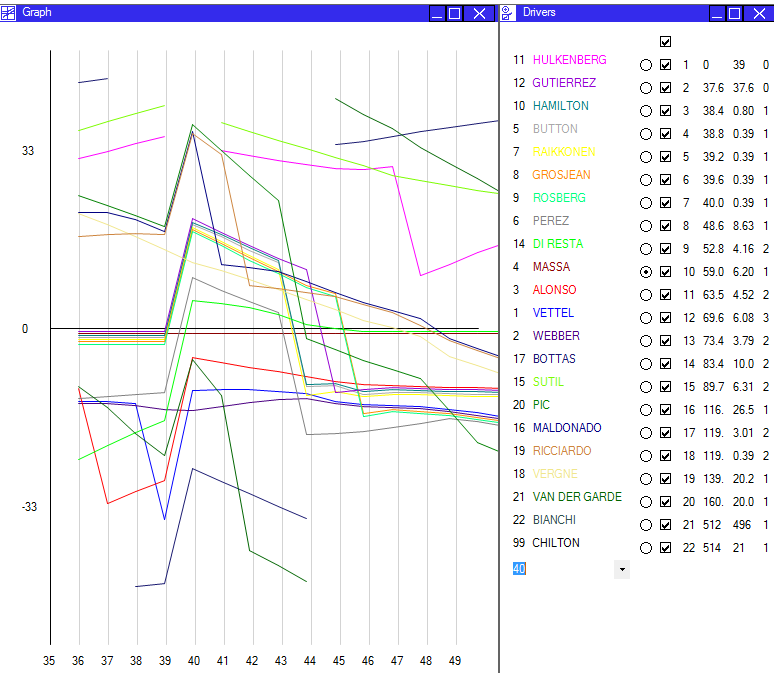 Graph
33
0
-33
35 36 37 38 39 40 41 42 43 44 45 46 47 48 49
Drivers
11 HULKENBERG
12 GUTIERREZ
10 HAMILTON
5 BUTTON
7 RAIKKONEN
8 GROSJEAN
9 ROSBERG
6 PEREZ
14 DI RESTA
4 MASSA
3 ALONSO
1 VETTEL
2 WEBBER
17 BOTTAS
15 SUTIL
20 PIC
16 MALDONADO
19 RICCIARDO
18 VERGNE
21 VAN DER GARDE
22 BIANCHI
99 CHILTON
40
1 0 39 0
2 37.6 37.6 0
3 38.4 0.80 1
4 38.8 0.39 1
5 39.2 0.39 1
6 39.6 0.39 1
7 40.0 0.39 1
8 48.6 8.63 1
9 52.8 4.16 2
10 59.0 6.20 1
11 63.5 4.52 2
12 69.6 6.08 3
13 73.4 3.79 2
14 83.4 10.0 2
15 89.7 6.31 2
16 116. 26.5 1
17 119. 3.01 2
18 119. 0.39 2
19 139. 20.2 1
20 160. 20.0 1
21 512 496 1
22 514 21 1